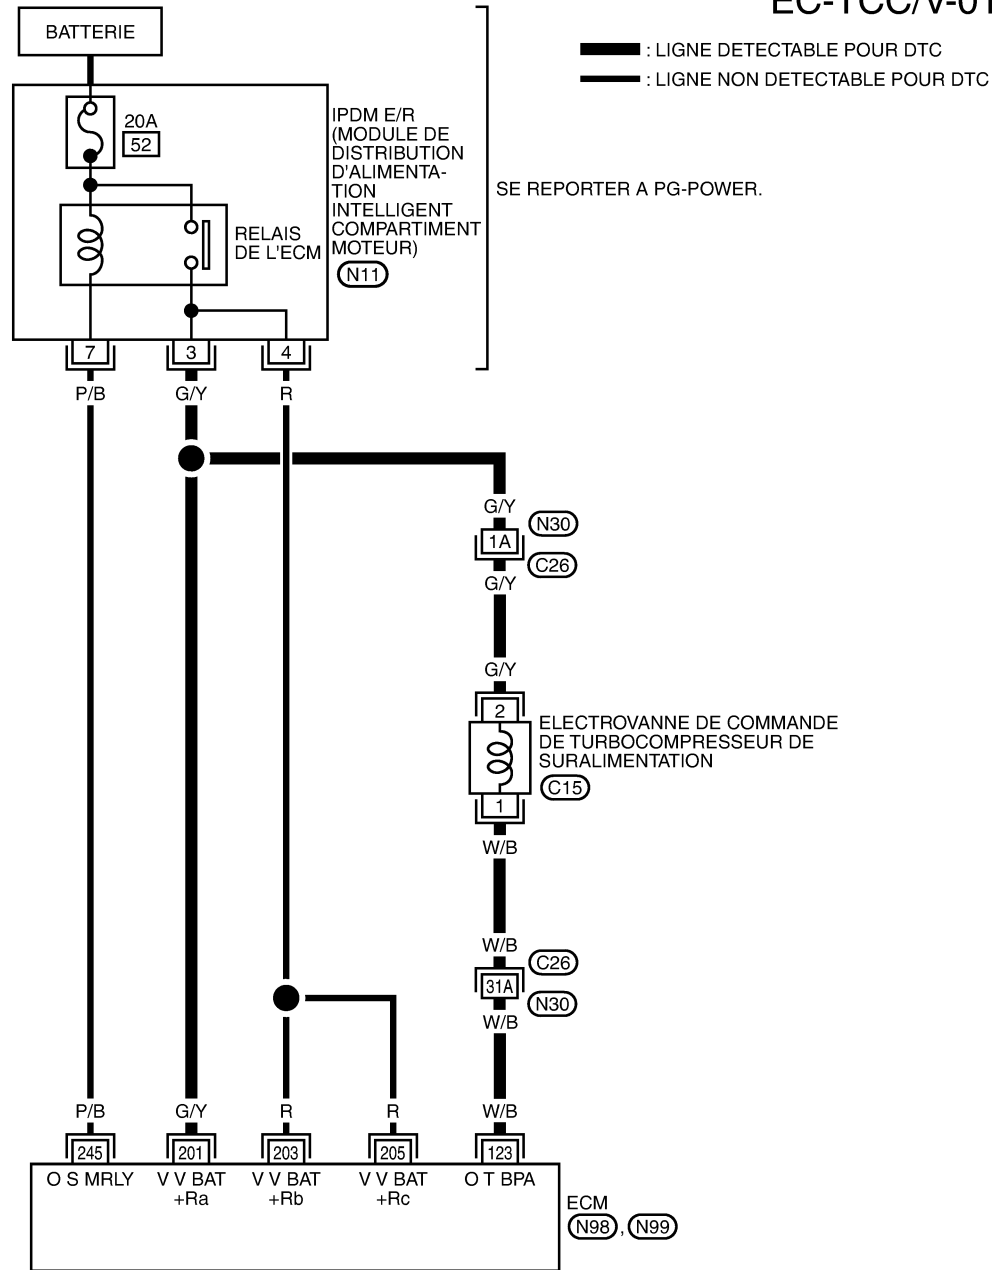 EC-TCC/V-01
BATTERIE
: LIGNE DETECTABLE POUR DTC
: LIGNE NON DETECTABLE POUR DTC
20A
52
IPDM E/R
(MODULE DE
DISTRIBUTION
D'ALIMENTA-
TION
INTELLIGENT
COMPARTIMENT
MOTEUR)
N11
SE REPORTER A PG-POWER.
RELAIS
DE L'ECM
7
3
4
P/B
G/Y
R
G/Y
N30
1A
C26
G/Y
G/Y
2
ELECTROVANNE DE COMMANDE
DE TURBOCOMPRESSEUR DE
SURALIMENTATION
C15
1
W/B
W/B
C26
31A
N30
W/B
P/B
G/Y
R
R
W/B
245
201
203
205
123
O S MRLY
V V BAT
+Ra
V V BAT
+Rb
V V BAT
+Rc
O T BPA
ECM
N98 , N99